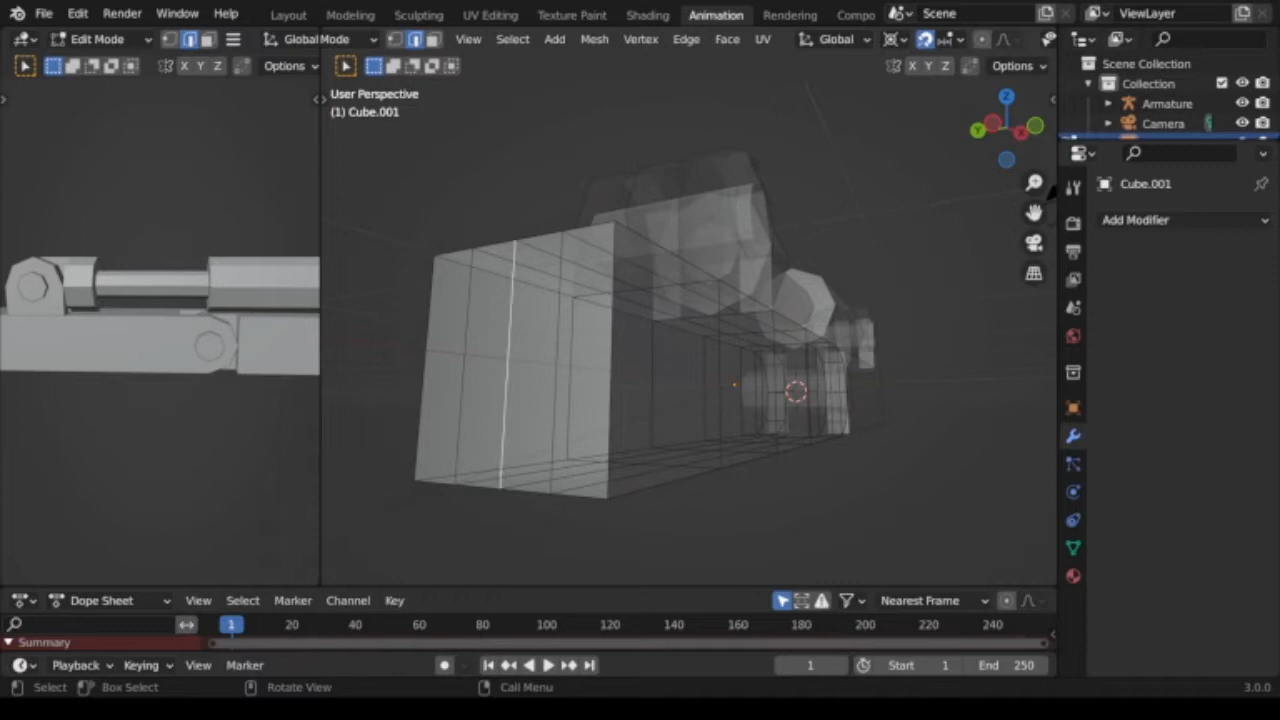 File Edit Render Window Help Layout Modeling Sculpting UV Editing Texture Paint Shading Animation Rendering Compo Scene ViewLayer
Edit Mode Global Mode View Select Add Mesh Vertex Edge Face UV Global
X Y Z Options X Y Z Options
Scene Collection
Collection
Armature
Camera
User Perspective
(1) Cube.001
Z
Y X
Cube.001
Add Modifier
Dope Sheet View Select Marker Channel Key Nearest Frame
1 20 40 60 80 100 120 140 160 180 200 220 240
Summary
Playback Keying View Marker 1 Start 1 End 250
Select Box Select Rotate View Call Menu 3.0.0